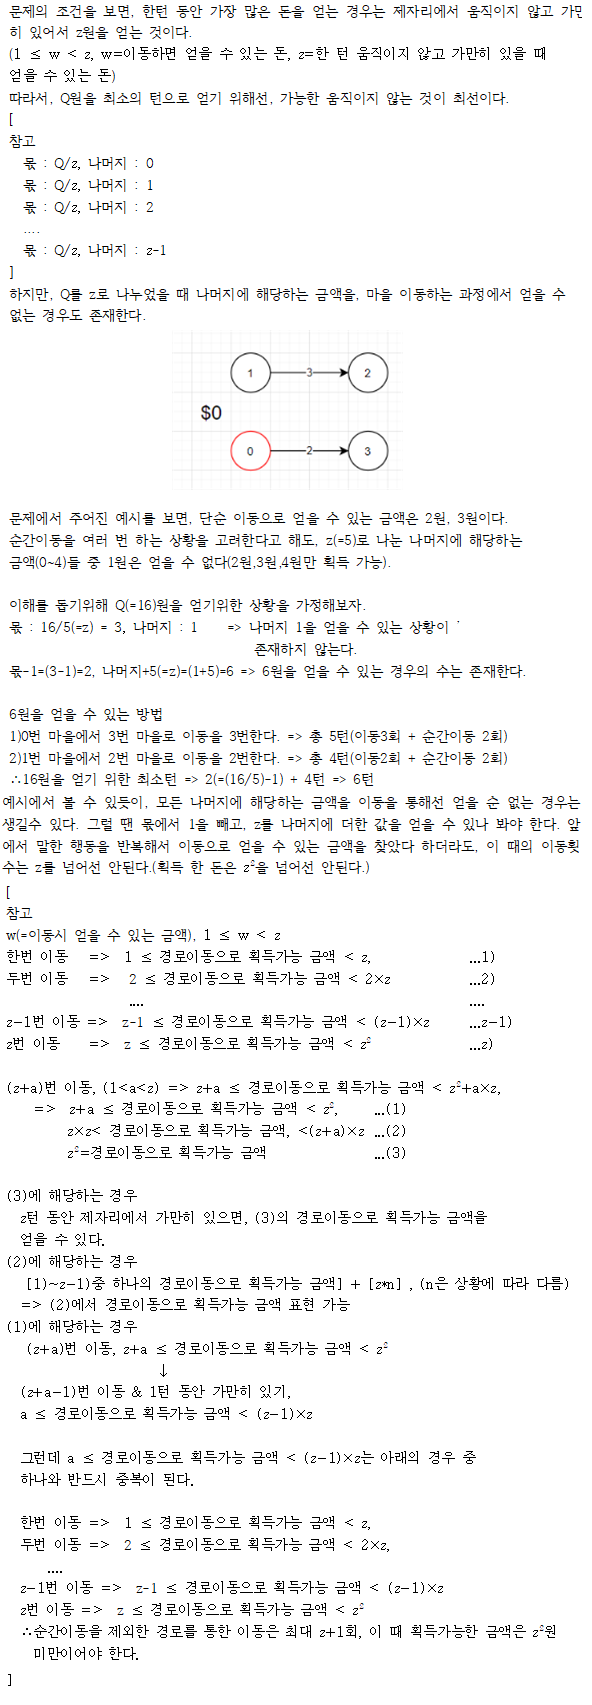 문제의 조건을 보면, 한턴 동안 가장 많은 돈을 얻는 경우는 제자리에서 움직이지 않고 가만
히 있어서 z원을 얻는 것이다.
(1 ≤ w < z, w=이동하면 얻을 수 있는 돈, z=한 턴 움직이지 않고 가만히 있을 때
얻을 수 있는 돈)
따라서, Q원을 최소의 턴으로 얻기 위해선, 가능한 움직이지 않는 것이 최선이다.
[
참고
몫 : Q/z, 나머지 : 0
몫 : Q/z, 나머지 : 1
몫 : Q/z, 나머지 : 2
....
몫 : Q/z, 나머지 : z-1
]
하지만, Q를 z로 나누었을 때 나머지에 해당하는 금액을, 마을 이동하는 과정에서 얻을 수
없는 경우도 존재한다.
1 3 2
$0
0 2 3
문제에서 주어진 예시를 보면, 단순 이동으로 얻을 수 있는 금액은 2원, 3원이다.
순간이동을 여러 번 하는 상황을 고려한다고 해도, z(=5)로 나눈 나머지에 해당하는
금액(0~4)들 중 1원은 얻을 수 없다(2원,3원,4원만 획득 가능).
이해를 돕기위해 Q(=16)원을 얻기위한 상황을 가정해보자.
몫 : 16/5(=z) = 3, 나머지 : 1 => 나머지 1을 얻을 수 있는 상황이
존재하지 않는다.
몫-1=(3-1)=2, 나머지+5(=z)=(1+5)=6 => 6원을 얻을 수 있는 경우의 수는 존재한다.
6원을 얻을 수 있는 방법
1)0번 마을에서 3번 마을로 이동을 3번한다. => 총 5턴(이동3회 + 순간이동 2회)
2)1번 마을에서 2번 마을로 이동을 2번한다. => 총 4턴(이동2회 + 순간이동 2회)
∴16원을 얻기 위한 최소턴 => 2(=(16/5)-1) + 4턴 => 6턴
예시에서 볼 수 있듯이, 모든 나머지에 해당하는 금액을 이동을 통해선 얻을 순 없는 경우는
생길수 있다. 그럴 땐 몫에서 1을 빼고, z를 나머지에 더한 값을 얻을 수 있나 봐야 한다. 앞
에서 말한 행동을 반복해서 이동으로 얻을 수 있는 금액을 찾았다 하더라도, 이 때의 이동횟
수는 z를 넘어선 안된다.(획득 한 돈은 z²을 넘어선 안된다.)
[
참고
w(=이동시 얻을 수 있는 금액), 1 ≤ w < z
한번 이동 => 1 ≤ 경로이동으로 획득가능 금액 < z, ...1)
두번 이동 => 2 ≤ 경로이동으로 획득가능 금액 < 2×z ...2)
.... ....
z-1번 이동 => z-1 ≤ 경로이동으로 획득가능 금액 < (z-1)×z ...z-1)
z번 이동 => z ≤ 경로이동으로 획득가능 금액 < z² ...z)
(z+a)번 이동, (1<a<z) => z+a ≤ 경로이동으로 획득가능 금액 < z²+a×z,
=> z+a ≤ 경로이동으로 획득가능 금액 < z², ...(1)
z×z< 경로이동으로 획득가능 금액, <(z+a)×z ...(2)
z²=경로이동으로 획득가능 금액 ...(3)
(3)에 해당하는 경우
z턴 동안 제자리에서 가만히 있으면, (3)의 경로이동으로 획득가능 금액을
얻을 수 있다.
(2)에 해당하는 경우
[1)~z-1)중 하나의 경로이동으로 획득가능 금액] + [z*n] , (n은 상황에 따라 다름)
=> (2)에서 경로이동으로 획득가능 금액 표현 가능
(1)에 해당하는 경우
(z+a)번 이동, z+a ≤ 경로이동으로 획득가능 금액 < z²
↓
(z+a-1)번 이동 & 1턴 동안 가만히 있기,
a ≤ 경로이동으로 획득가능 금액 < (z-1)×z
그런데 a ≤ 경로이동으로 획득가능 금액 < (z-1)×z는 아래의 경우 중
하나와 반드시 중복이 된다.
한번 이동 => 1 ≤ 경로이동으로 획득가능 금액 < z,
두번 이동 => 2 ≤ 경로이동으로 획득가능 금액 < 2×z,
....
z-1번 이동 => z-1 ≤ 경로이동으로 획득가능 금액 < (z-1)×z
z번 이동 => z ≤ 경로이동으로 획득가능 금액 < z²
∴순간이동을 제외한 경로를 통한 이동은 최대 z+1회, 이 때 획득가능한 금액은 z²원
미만이어야 한다.
]